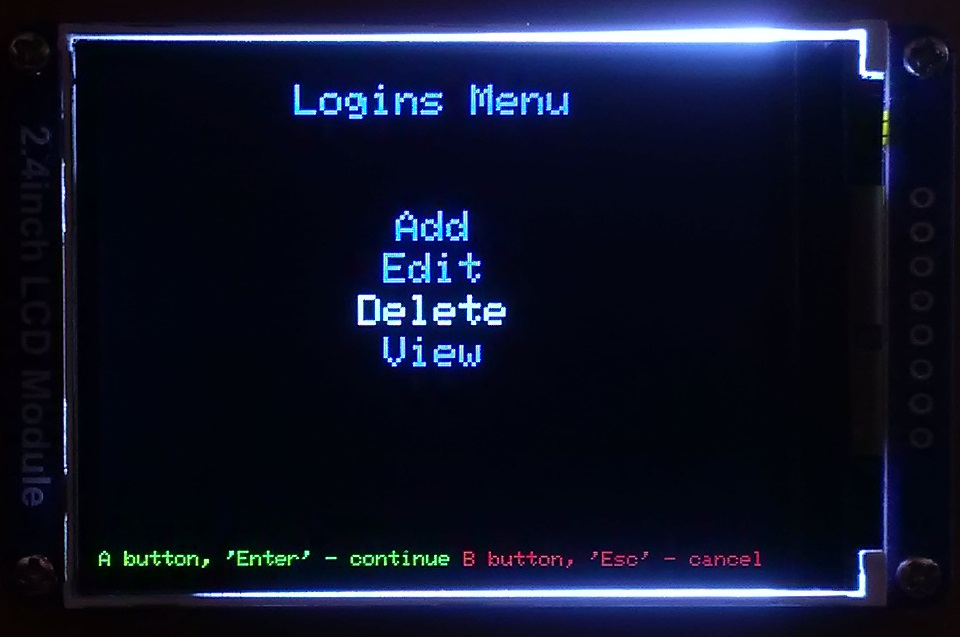 Logins Menu
Add
Edit
Delete
View
A button, 'Enter' - continue B button, 'Esc' - cancel
2.4inch LCD Module